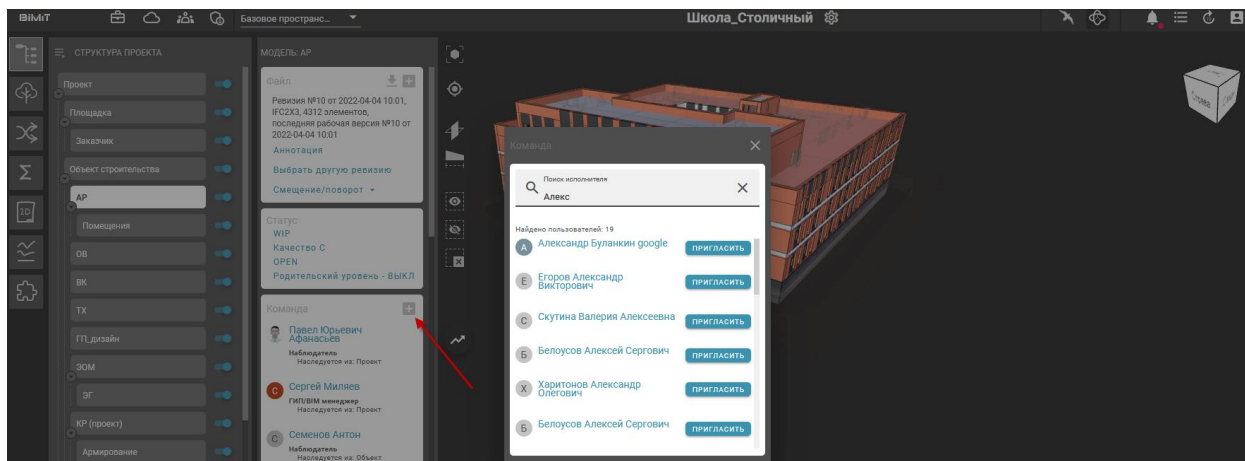 BIMIT
Базовое пространс...
Школа_Столичный
СТРУКТУРА ПРОЕКТА
Проект
Площадка
Заказчик
Объект строительства
АР
Помещения
ОВ
ВК
ТХ
ГП_дизайн
ЭОМ
ЭГ
КР (проект)
Армирование
МОДЕЛЬ: АР
Файл
Ревизия №10 от 2022-04-04 10:01,
IFC2X3, 4312 элементов,
последняя рабочая версия №10 от
2022-04-04 10:01
Аннотация
Выбрать другую ревизию
Смещение/поворот
Статус
WIP
Качество C
OPEN
Родительский уровень - ВЫКЛ
Команда
Павел Юрьевич
Афанасьев
Наблюдатель
Наследуется из: Проект
С
Сергей Миляев
ГИП/BIM менеджер
Наследуется из: Проект
С
Семенов Антон
Наблюдатель
Наследуется из: Объект
1D
Команда
Поиск исполнителя
Алекс
Найдено пользователей: 19
А Александр Буланкин google ПРИГЛАСИТЬ
Е Егоров Александр
Викторович ПРИГЛАСИТЬ
С Скутина Валерия Алексеевна ПРИГЛАСИТЬ
Б Белоусов Алексей Сергович ПРИГЛАСИТЬ
Х Харитонов Александр
Олегович ПРИГЛАСИТЬ
Б Белоусов Алексей Сергович ПРИГЛАСИТЬ
Справа